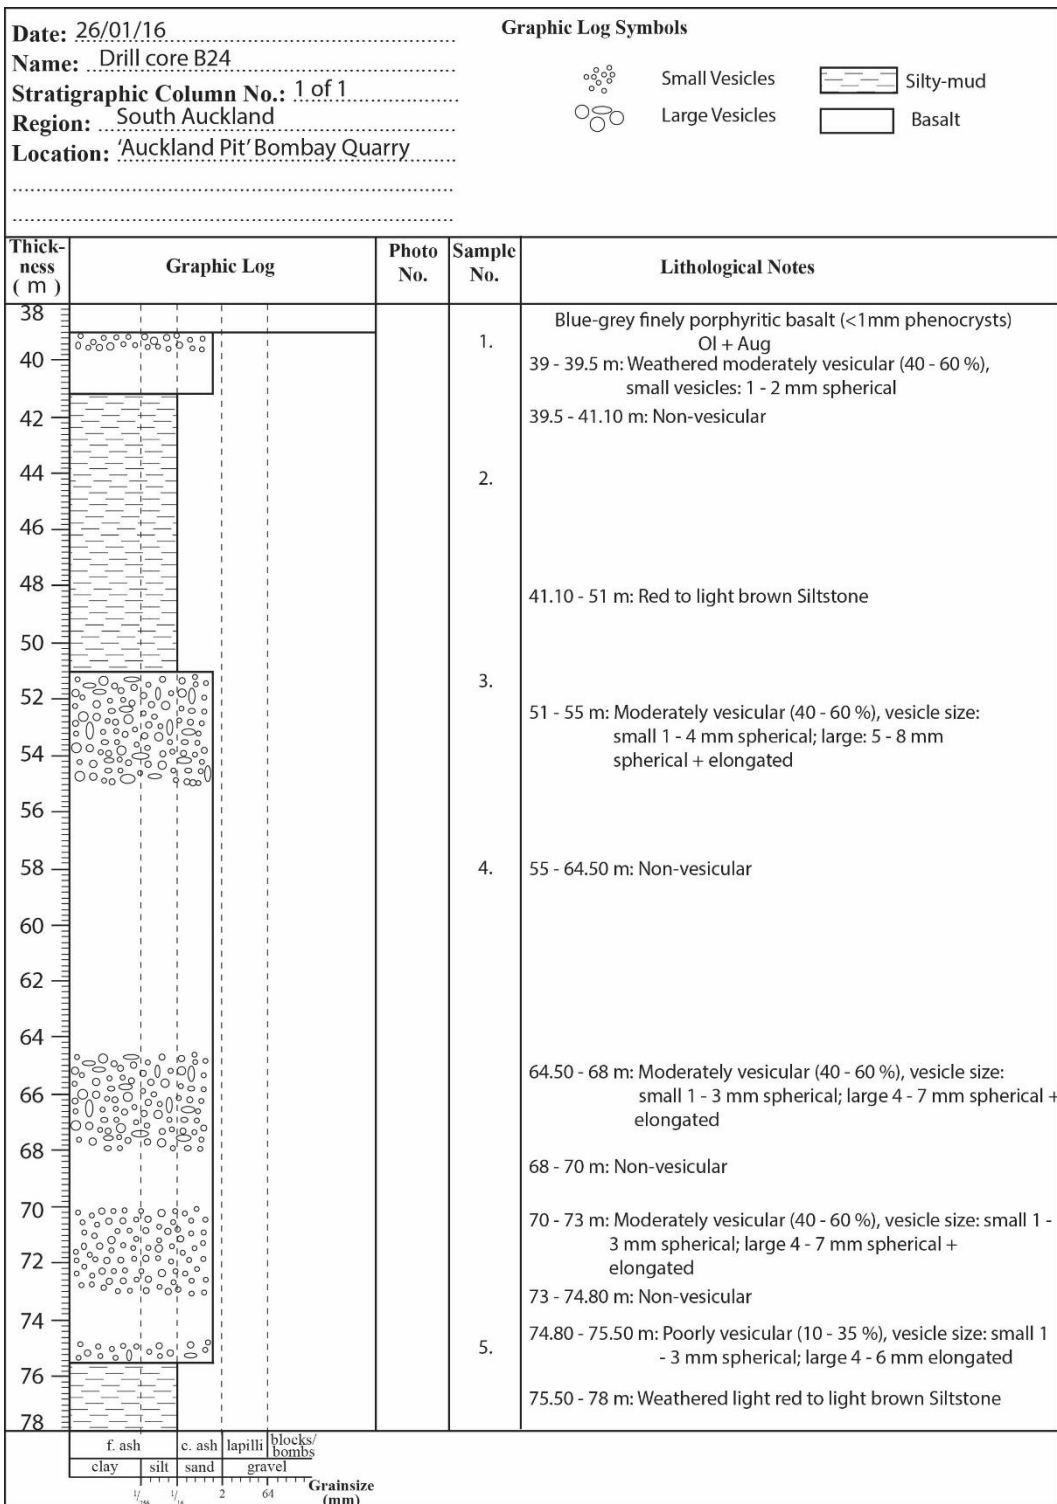 Date: 26/01/16
Name: Drill core B24
Stratigraphic Column No.: 1 of 1
Region: South Auckland
Location: 'Auckland Pit' Bombay Quarry
Graphic Log Symbols
Small Vesicles
Silty-mud
Large Vesicles
Basalt
Thick-
ness
( m )
Graphic Log
Photo
No.
Sample
No.
Lithological Notes
38
40
42
44
46
48
50
52
54
56
58
60
62
64
66
68
70
72
74
76
78
1.
2.
3.
4.
5.
Blue-grey finely porphyritic basalt (<1mm phenocrysts)
Ol + Aug
39 - 39.5 m: Weathered moderately vesicular (40 - 60 %),
small vesicles: 1 - 2 mm spherical
39.5 - 41.10 m: Non-vesicular
41.10 - 51 m: Red to light brown Siltstone
51 - 55 m: Moderately vesicular (40 - 60 %), vesicle size:
small 1 - 4 mm spherical; large: 5 - 8 mm
spherical + elongated
55 - 64.50 m: Non-vesicular
64.50 - 68 m: Moderately vesicular (40 - 60 %), vesicle size:
small 1 - 3 mm spherical; large 4 - 7 mm spherical +
elongated
68 - 70 m: Non-vesicular
70 - 73 m: Moderately vesicular (40 - 60 %), vesicle size: small 1 -
3 mm spherical; large 4 - 7 mm spherical +
elongated
73 - 74.80 m: Non-vesicular
74.80 - 75.50 m: Poorly vesicular (10 - 35 %), vesicle size: small 1
- 3 mm spherical; large 4 - 6 mm elongated
75.50 - 78 m: Weathered light red to light brown Siltstone
f. ash
c. ash
lapilli
blocks/
bombs
clay
silt
sand
gravel
1/256
1/16
2
64
Grainsize
(mm)